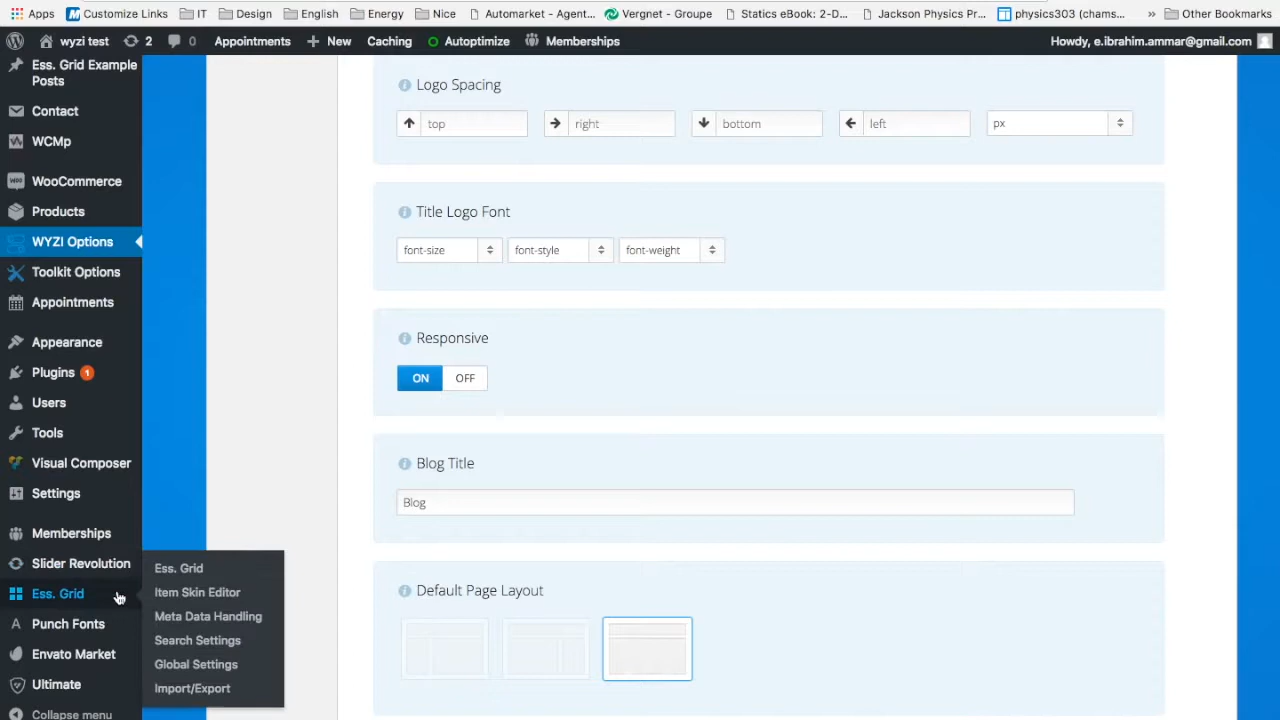 Apps
Customize Links
IT
Design
English
Energy
Nice
Automarket - Agent...
Vergnet - Groupe
Statics eBook: 2-D...
Jackson Physics Pr...
physics303 (chams...
»
Other Bookmarks
wyzi test
2
0
Appointments
+ New
Caching
Autoptimize
Memberships
Howdy, e.ibrahim.ammar@gmail.com
Ess. Grid Example
Posts
Contact
WCMp
WooCommerce
Products
WYZI Options
Toolkit Options
Appointments
Appearance
Plugins 1
Users
Tools
Visual Composer
Settings
Memberships
Slider Revolution
Ess. Grid
Punch Fonts
Envato Market
Ultimate
Collapse menu
Ess. Grid
Item Skin Editor
Meta Data Handling
Search Settings
Global Settings
Import/Export
Logo Spacing
top
right
bottom
left
px
Title Logo Font
font-size
font-style
font-weight
Responsive
ON
OFF
Blog Title
Blog
Default Page Layout